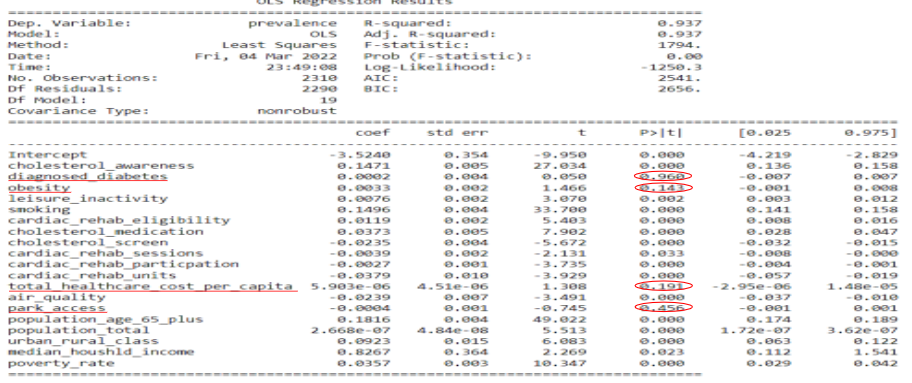 OLS Regression Results
Dep. Variable: prevalence R-squared: 0.937
Model: OLS Adj. R-squared: 0.937
Method: Least Squares F-statistic: 1794.
Date: Fri, 04 Mar 2022 Prob (F-statistic): 0.00
Time: 23:49:08 Log-Likelihood: -1250.3
No. Observations: 2310 AIC: 2541.
Df Residuals: 2290 BIC: 2656.
Df Model: 19
Covariance Type: nonrobust
coef std err t P>|t| [0.025 0.975]
Intercept -3.5240 0.354 -9.950 0.000 -4.219 -2.829
cholesterol_awareness 0.1471 0.005 27.034 0.000 0.136 0.158
diagnosed_diabetes 0.0002 0.004 0.050 0.960 -0.007 0.007
obesity 0.0033 0.002 1.466 0.143 -0.001 0.008
leisure_inactivity 0.0076 0.002 3.070 0.002 0.003 0.012
smoking 0.1496 0.004 33.700 0.000 0.141 0.158
cardiac_rehab_eligibility 0.0119 0.002 5.403 0.000 0.008 0.016
cholesterol_medication 0.0373 0.005 7.902 0.000 0.028 0.047
cholesterol_screen -0.0235 0.004 -5.672 0.000 -0.032 -0.015
cardiac_rehab_sessions -0.0039 0.002 -2.131 0.033 -0.008 -0.000
cardiac_rehab_particpation -0.0027 0.001 -3.735 0.000 -0.004 -0.001
cardiac_rehab_units -0.0379 0.010 -3.929 0.000 -0.057 -0.019
total_healthcare_cost_per_capita 5.903e-06 4.51e-06 1.308 0.191 -2.95e-06 1.48e-05
air_quality -0.0239 0.007 -3.491 0.000 -0.037 -0.010
park_access -0.0004 0.001 -0.745 0.456 -0.001 0.001
population_age_65_plus 0.1816 0.004 49.022 0.000 0.174 0.189
population_total 2.668e-07 4.84e-08 5.513 0.000 1.72e-07 3.62e-07
urban_rural_class 0.0923 0.015 6.083 0.000 0.063 0.122
median_houshld_income 0.8267 0.364 2.269 0.023 0.112 1.541
poverty_rate 0.0357 0.003 10.347 0.000 0.029 0.042